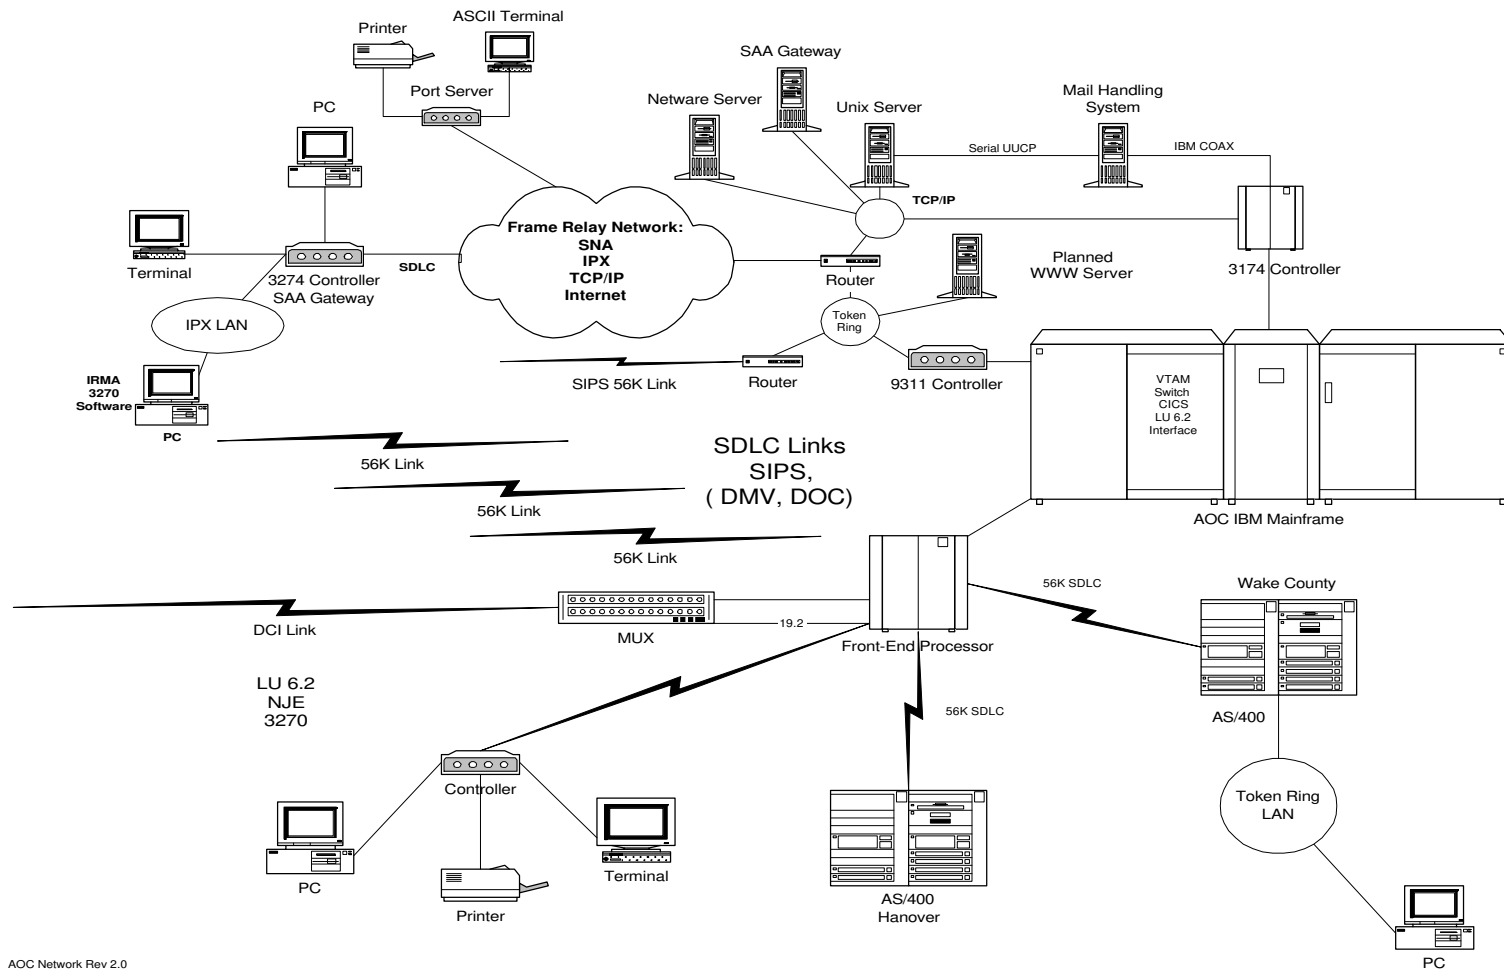 ASCII Terminal
Printer
SAA Gateway
Port Server
Netware Server
Unix Server
Mail Handling
System
PC
Serial UUCP
IBM COAX
TCP/IP
Frame Relay Network:
SNA
IPX
TCP/IP
Internet
Terminal
SDLC
3274 Controller
SAA Gateway
Router
Planned
WWW Server
3174 Controller
IPX LAN
Token
Ring
IRMA
3270
Software
PC
SIPS 56K Link
Router
9311 Controller
VTAM
Switch
CICS
LU 6.2
Interface
56K Link
SDLC Links
SIPS,
( DMV, DOC)
56K Link
AOC IBM Mainframe
56K Link
56K SDLC
Wake County
DCI Link
MUX
19.2
Front-End Processor
LU 6.2
NJE
3270
56K SDLC
AS/400
Controller
Token Ring
LAN
PC
Terminal
Printer
AS/400
Hanover
PC
AOC Network Rev 2.0